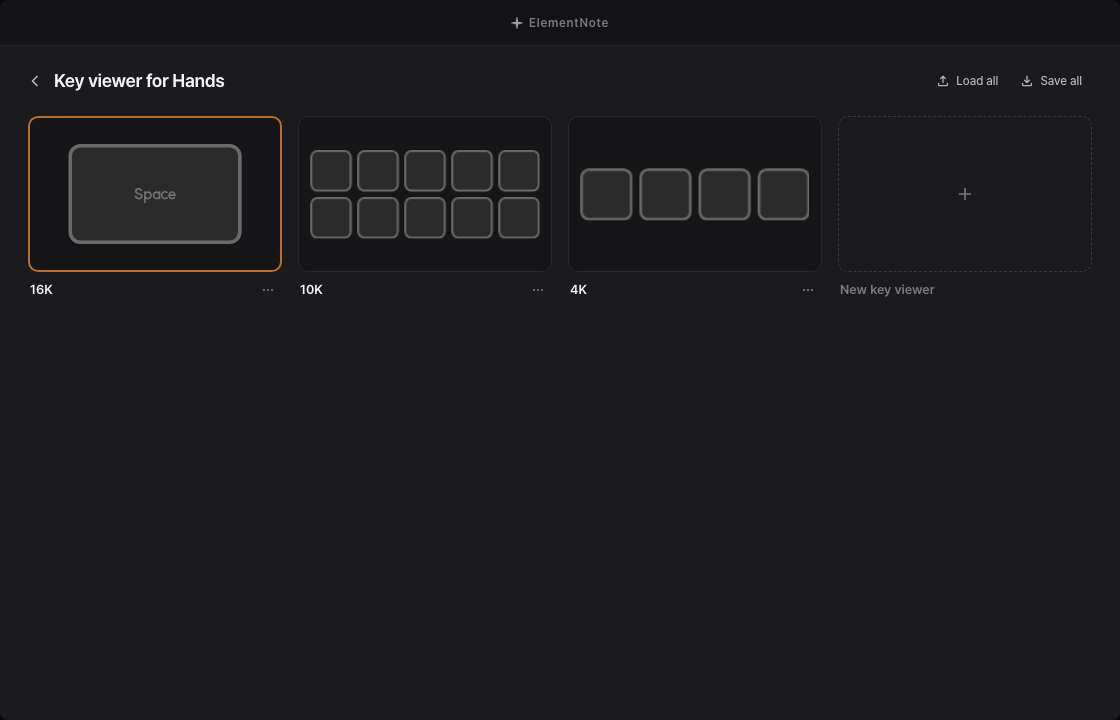 ElementNote
Key viewer for Hands
Load all
Save all
Space
16K
10K
4K
New key viewer